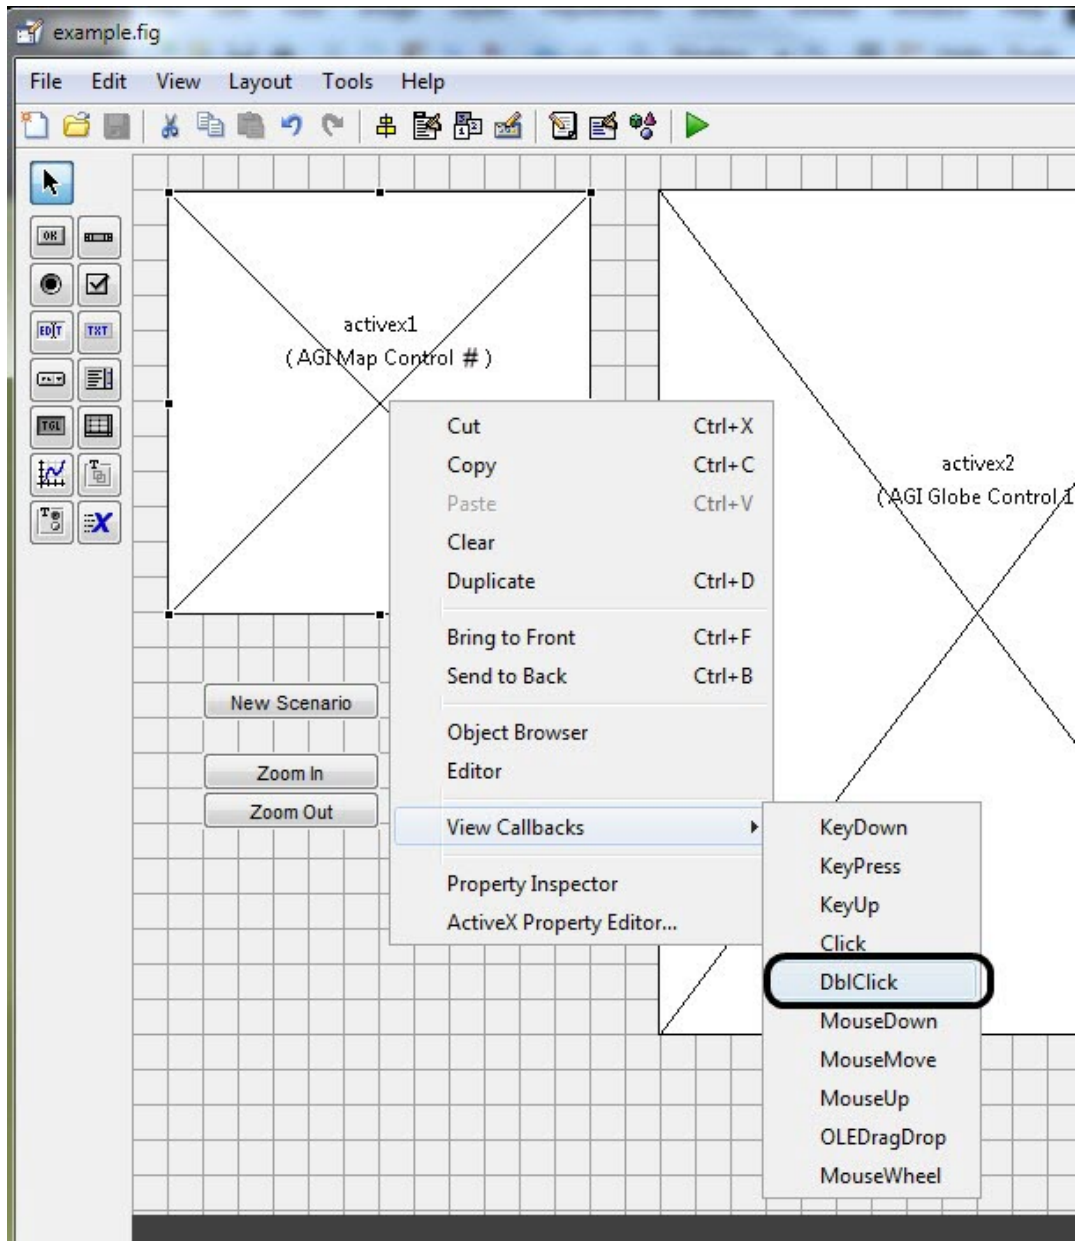 example.fig
File Edit View Layout Tools Help
OK
EDIT TXT
TGL
activex1
( AGI Map Control # )
activex2
( AGI Globe Control 1
Cut Ctrl+X
Copy Ctrl+C
Paste Ctrl+V
Clear
Duplicate Ctrl+D
Bring to Front Ctrl+F
Send to Back Ctrl+B
Object Browser
Editor
View Callbacks
Property Inspector
ActiveX Property Editor...
New Scenario
Zoom In
Zoom Out
KeyDown
KeyPress
KeyUp
Click
DblClick
MouseDown
MouseMove
MouseUp
OLEDragDrop
MouseWheel